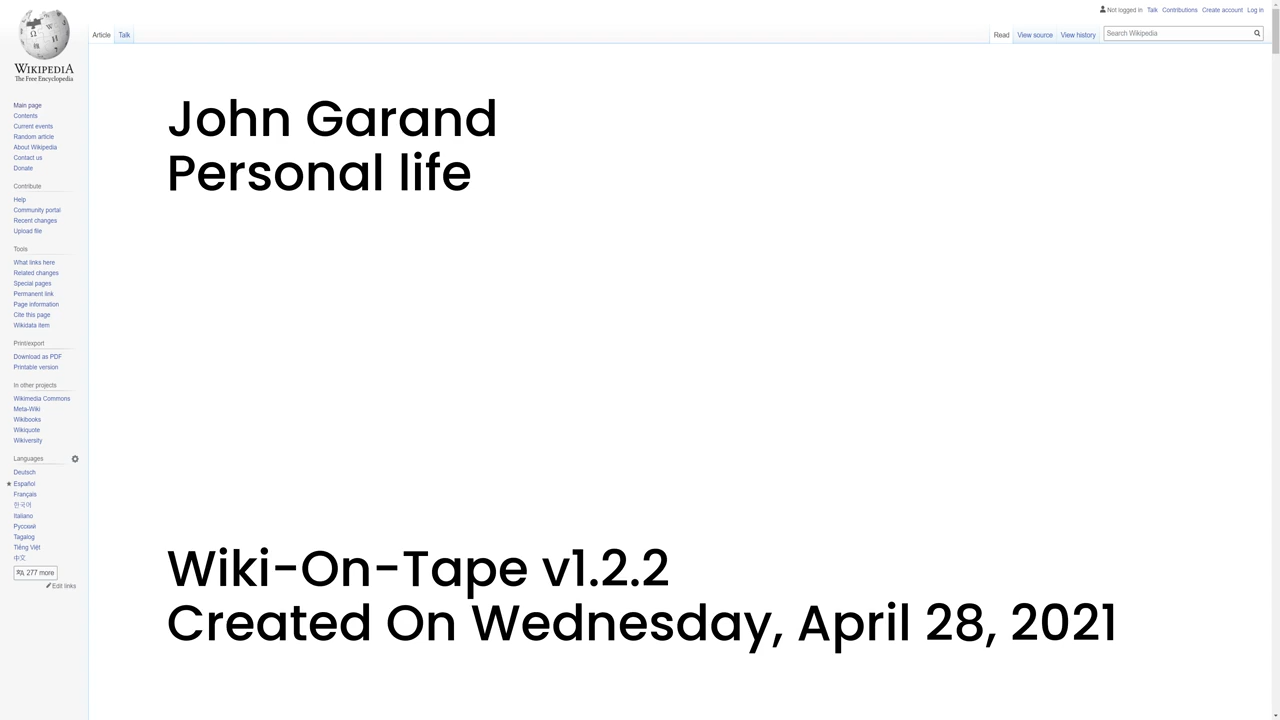 Not logged in Talk Contributions Create account Log in
Article Talk Read View source View history Search Wikipedia
WIKIPEDIA
The Free Encyclopedia
Main page
Contents
Current events
Random article
About Wikipedia
Contact us
Donate
Contribute
Help
Community portal
Recent changes
Upload file
Tools
What links here
Related changes
Special pages
Permanent link
Page information
Cite this page
Wikidata item
Print/export
Download as PDF
Printable version
In other projects
Wikimedia Commons
Meta-Wiki
Wikibooks
Wikiquote
Wikiversity
Languages
Deutsch
Español
Français
한국어
Italiano
Русский
Tagalog
Tiếng Việt
中文
277 more
Edit links
John Garand
Personal life
Wiki-On-Tape v1.2.2
Created On Wednesday, April 28, 2021